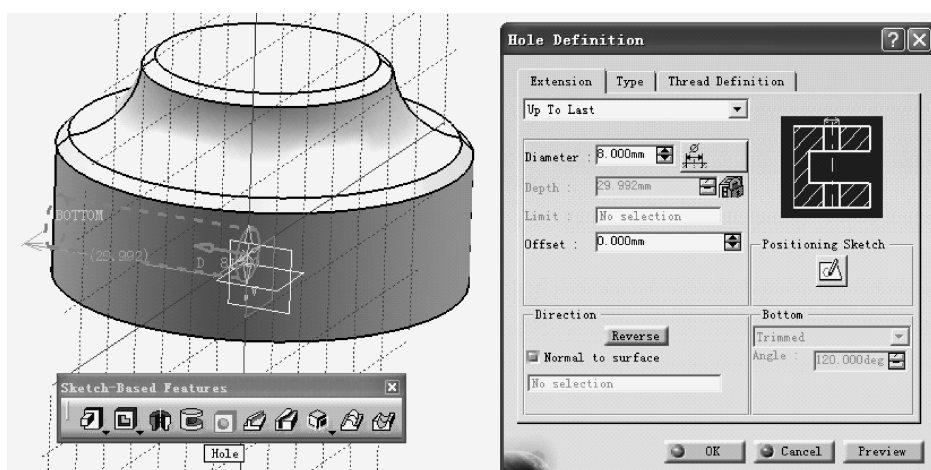 BOTTOM
(29.992)
D 8
Sketch-Based Features
Hole
Hole Definition
Extension Type Thread Definition
Up To Last
Diameter : 8.000mm
Depth : 29.992mm
Limit : No selection
Offset : 0.000mm
Positioning Sketch
Direction
Reverse
Normal to surface
No selection
Bottom
Trimmed
Angle : 120.000deg
OK Cancel Preview